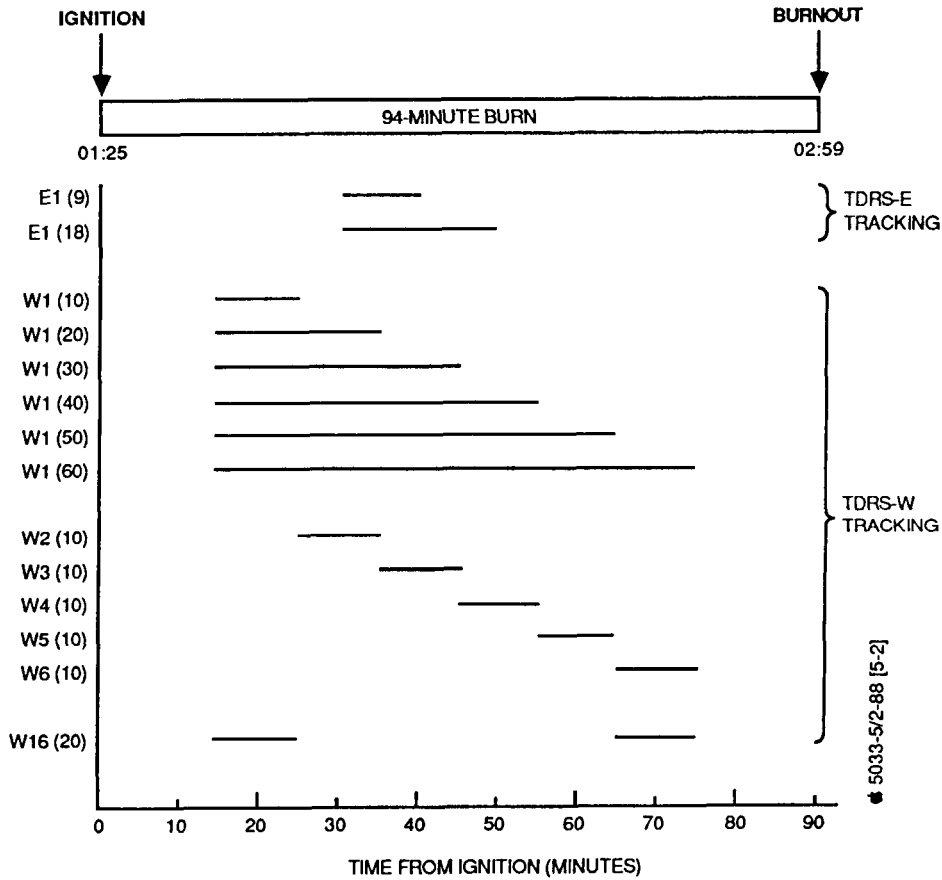 IGNITION
BURNOUT
94-MINUTE BURN
01:25
02:59
E1 (9)
E1 (18)
TDRS-E
TRACKING
W1 (10)
W1 (20)
W1 (30)
W1 (40)
W1 (50)
W1 (60)
W2 (10)
W3 (10)
W4 (10)
W5 (10)
W6 (10)
W16 (20)
TDRS-W
TRACKING
5033-5/2-88 [5-2]
0 10 20 30 40 50 60 70 80 90
TIME FROM IGNITION (MINUTES)